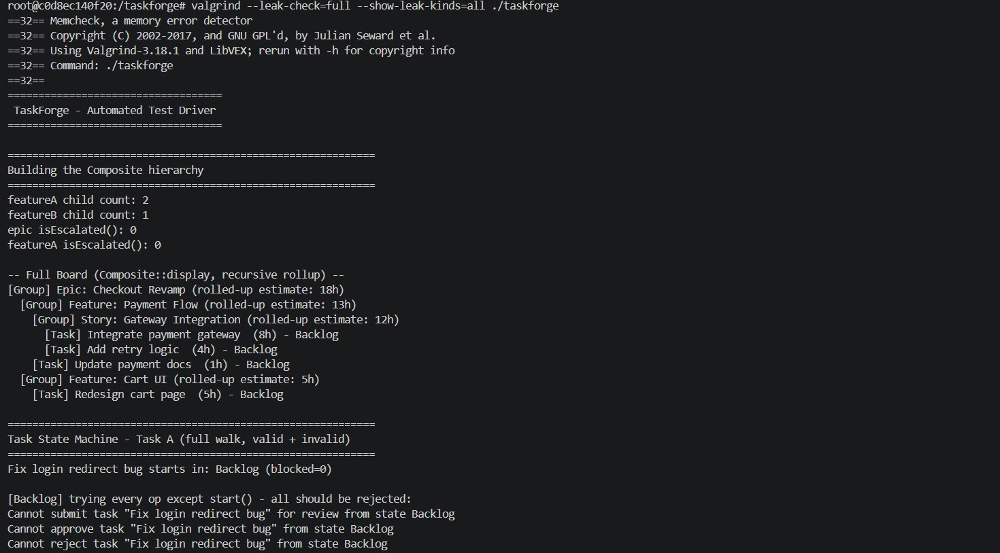 root@c0d8ec140f20:/taskforge# valgrind --leak-check=full --show-leak-kinds=all ./taskforge
==32== Memcheck, a memory error detector
==32== Copyright (C) 2002-2017, and GNU GPL'd, by Julian Seward et al.
==32== Using Valgrind-3.18.1 and LibVEX; rerun with -h for copyright info
==32== Command: ./taskforge
==32==
===================================
 TaskForge - Automated Test Driver
===================================

============================================================
Building the Composite hierarchy
============================================================
featureA child count: 2
featureB child count: 1
epic isEscalated(): 0
featureA isEscalated(): 0

-- Full Board (Composite::display, recursive rollup) --
[Group] Epic: Checkout Revamp (rolled-up estimate: 18h)
  [Group] Feature: Payment Flow (rolled-up estimate: 13h)
    [Group] Story: Gateway Integration (rolled-up estimate: 12h)
      [Task] Integrate payment gateway  (8h) - Backlog
      [Task] Add retry logic  (4h) - Backlog
    [Task] Update payment docs  (1h) - Backlog
  [Group] Feature: Cart UI (rolled-up estimate: 5h)
    [Task] Redesign cart page  (5h) - Backlog

============================================================
Task State Machine - Task A (full walk, valid + invalid)
============================================================
Fix login redirect bug starts in: Backlog (blocked=0)

[Backlog] trying every op except start() - all should be rejected:
Cannot submit task "Fix login redirect bug" for review from state Backlog
Cannot approve task "Fix login redirect bug" from state Backlog
Cannot reject task "Fix login redirect bug" from state Backlog